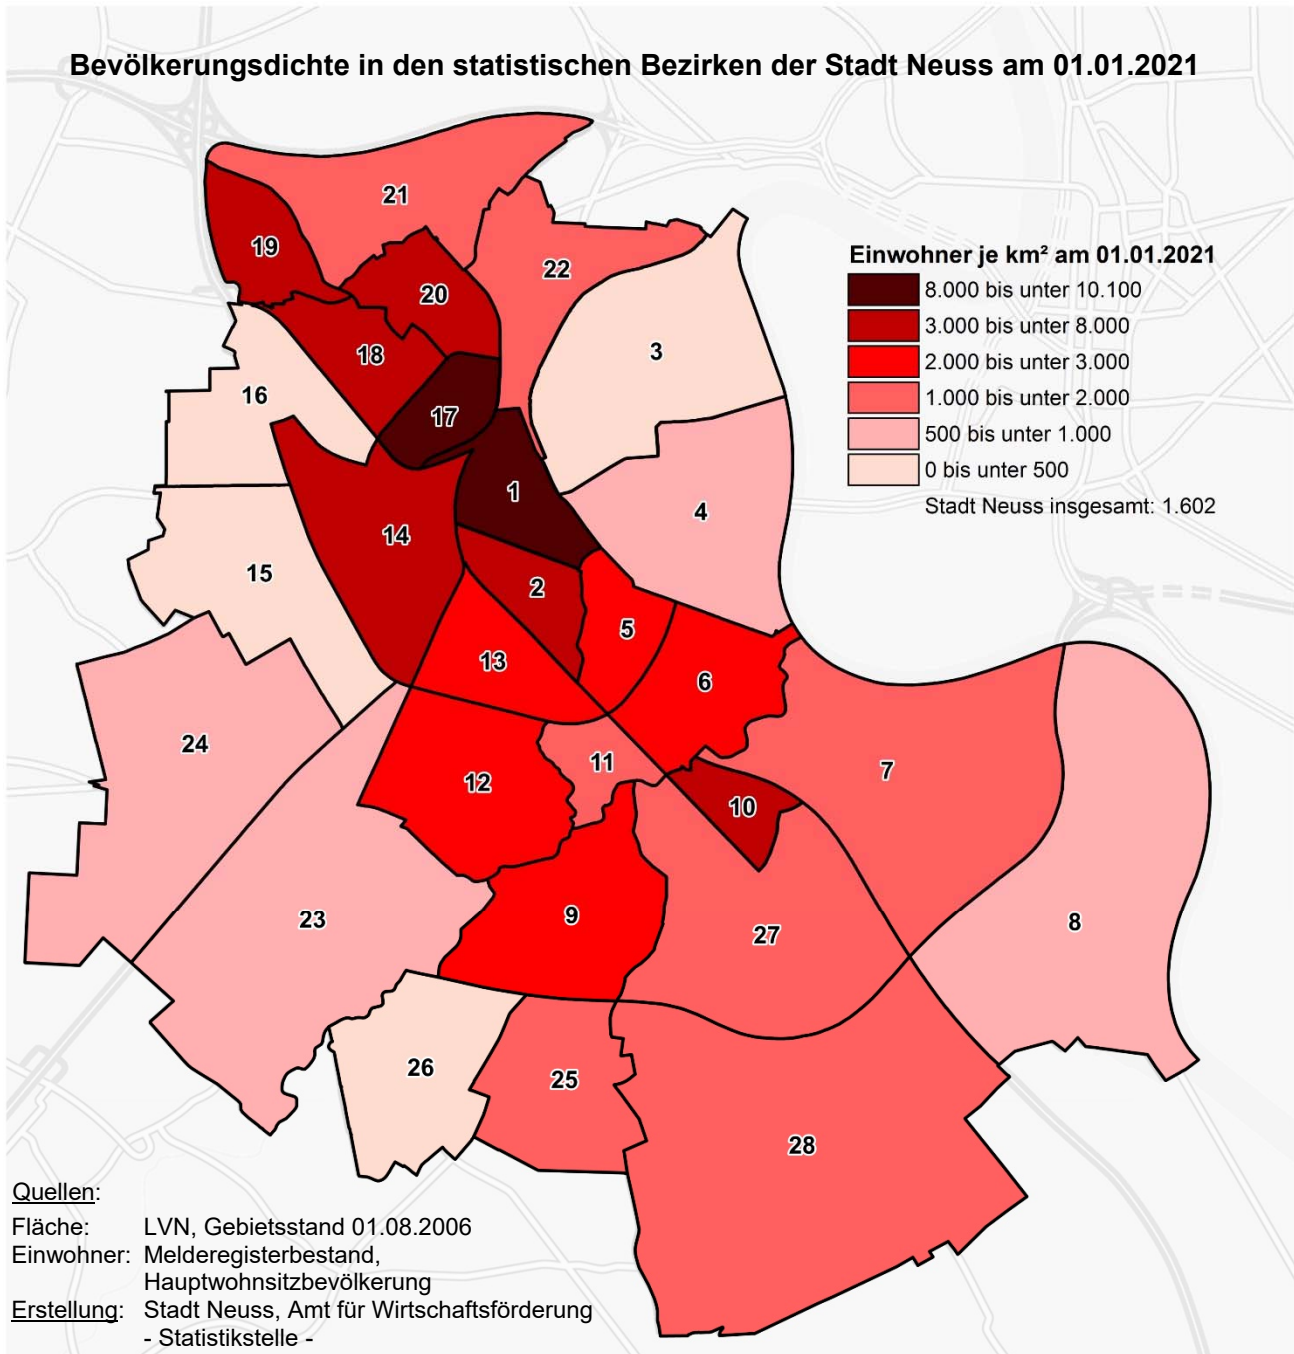 Bevölkerungsdichte in den statistischen Bezirken der Stadt Neuss am 01.01.2021
Einwohner je km² am 01.01.2021
8.000 bis unter 10.100
3.000 bis unter 8.000
2.000 bis unter 3.000
1.000 bis unter 2.000
500 bis unter 1.000
0 bis unter 500
Stadt Neuss insgesamt: 1.602
21
19
22
20
3
18
16
17
1
4
14
15
2
5
13
6
24
11
7
12
10
9
23
8
27
26
25
28
Quellen:
Fläche: LVN, Gebietsstand 01.08.2006
Einwohner: Melderegisterbestand,
Hauptwohnsitzbevölkerung
Erstellung: Stadt Neuss, Amt für Wirtschaftsförderung
- Statistikstelle -